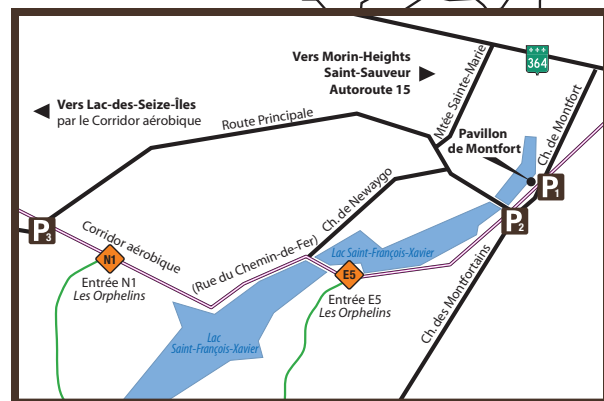 Vers Morin-Heights
Saint-Sauveur
Autoroute 15
Mtée Sainte-Marie
364
Vers Lac-des-Seize-Îles
par le Corridor aérobique
Route Principale
Pavillon
de Montfort
Ch. de Montfort
P1
P2
P3
Ch. de Newaygo
Corridor aérobique
(Rue du Chemin-de-Fer)
Lac Saint-François-Xavier
N1
Entrée N1
Les Orphelins
E5
Entrée E5
Les Orphelins
Ch. des Montfortains
Lac
Saint-François-Xavier